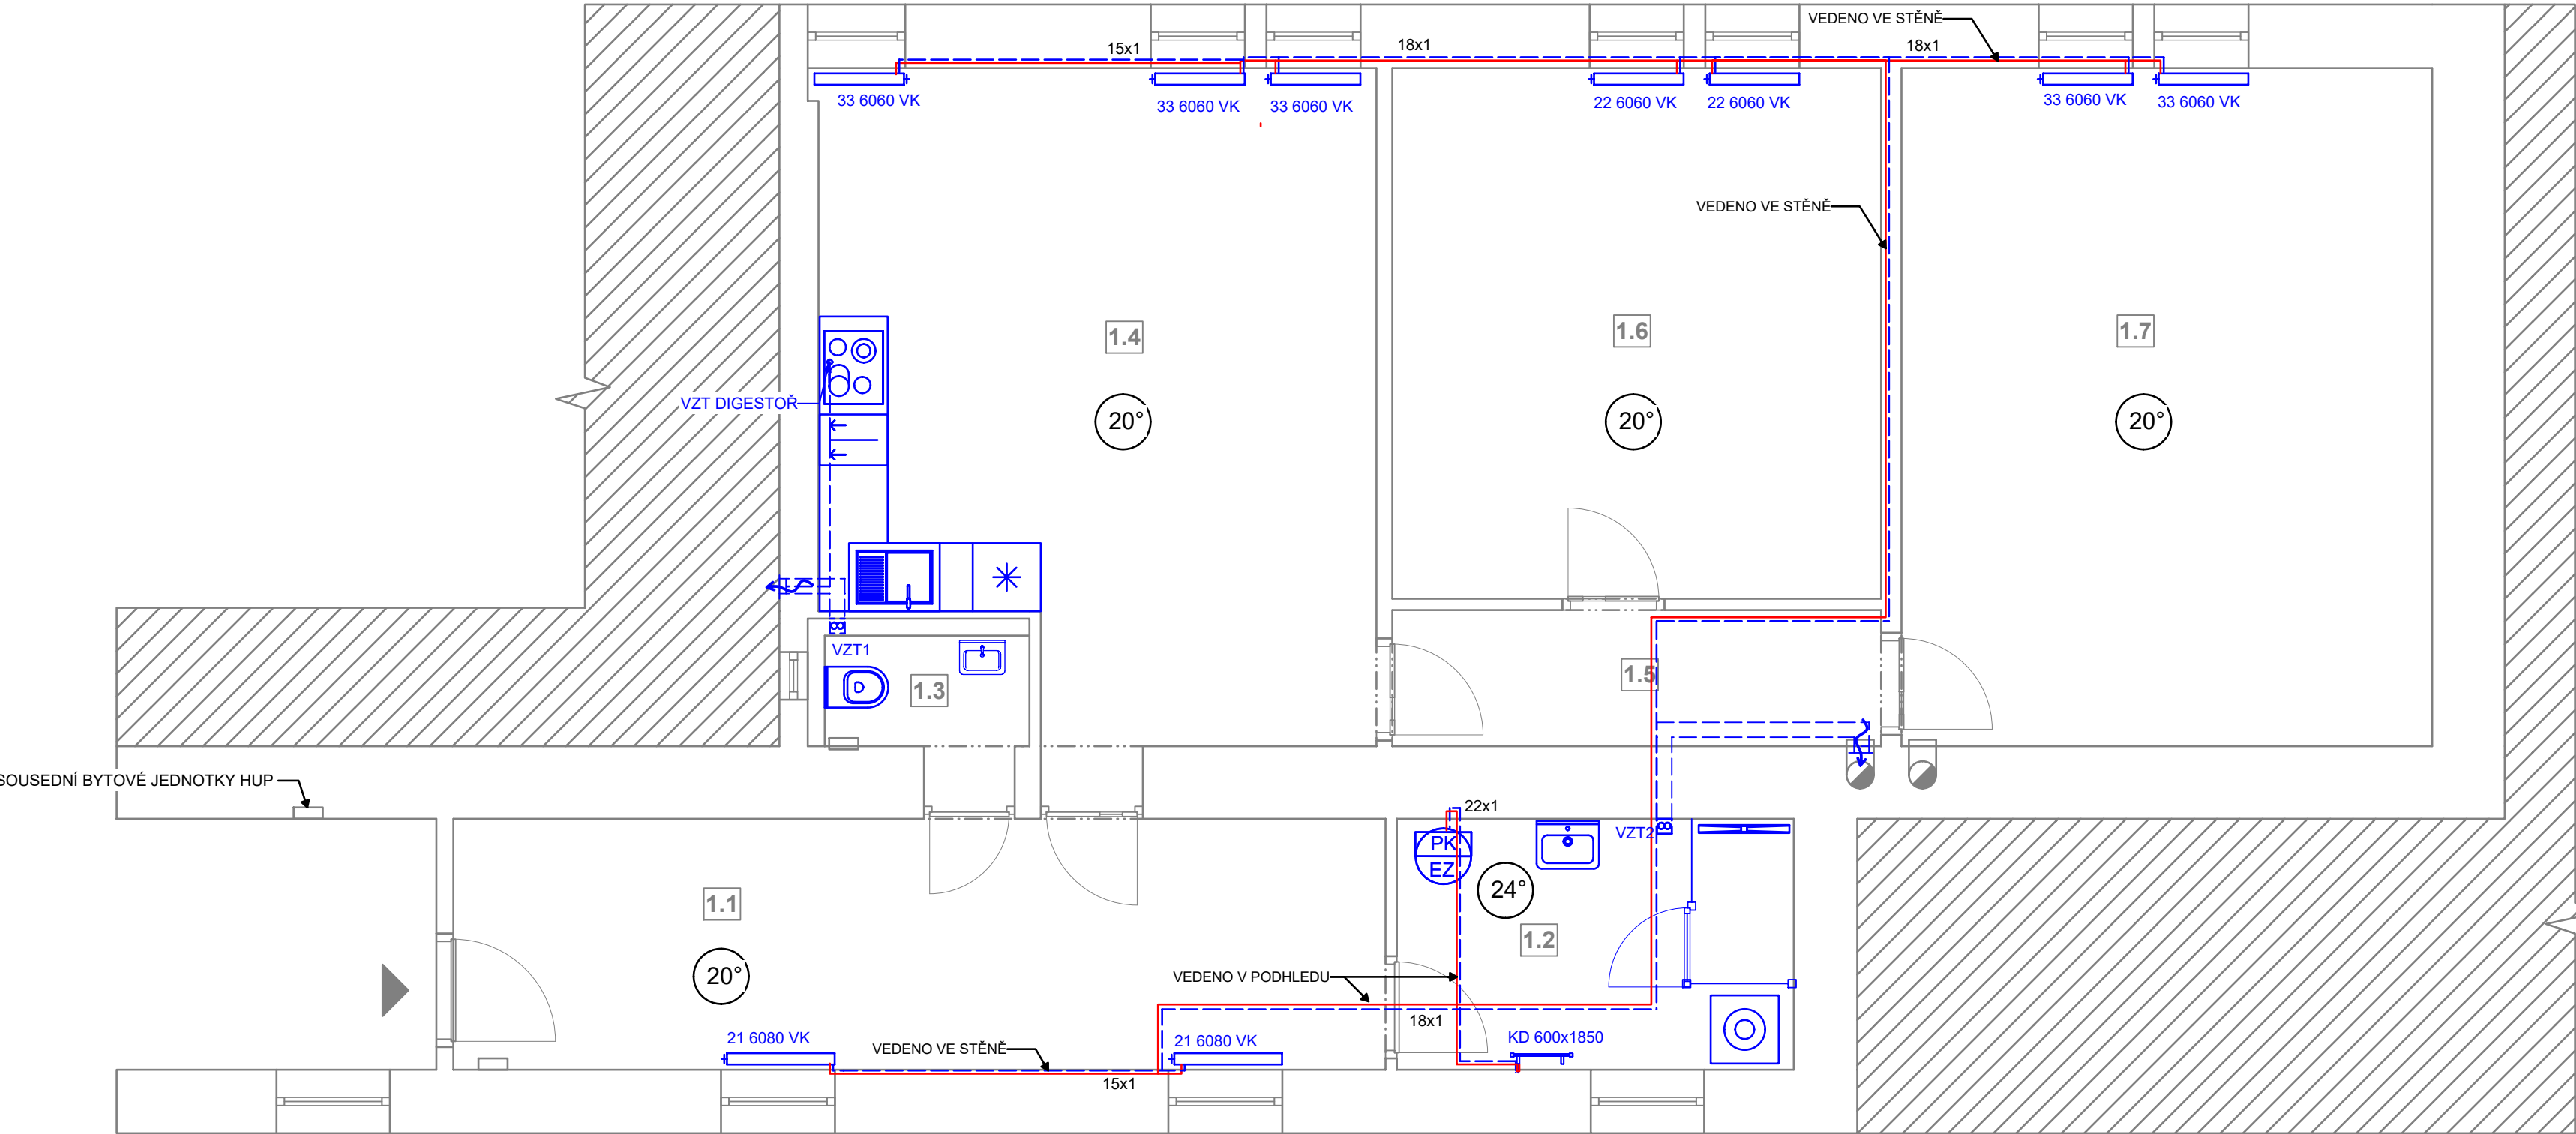 VEDENO VE STĚNĚ
15x1
18x1
18x1
33 6060 VK
33 6060 VK
33 6060 VK
22 6060 VK
22 6060 VK
33 6060 VK
33 6060 VK
VEDENO VE STĚNĚ
1.4
1.6
1.7
VZT DIGESTOŘ
20°
20°
20°
VZT1
1.3
1.5
SOUSEDNÍ BYTOVÉ JEDNOTKY HUP
22x1
VZT2
PK
EZ
24°
1.1
1.2
20°
VEDENO V PODHLEDU
18x1
21 6080 VK
VEDENO VE STĚNĚ
21 6080 VK
KD 600x1850
15x1